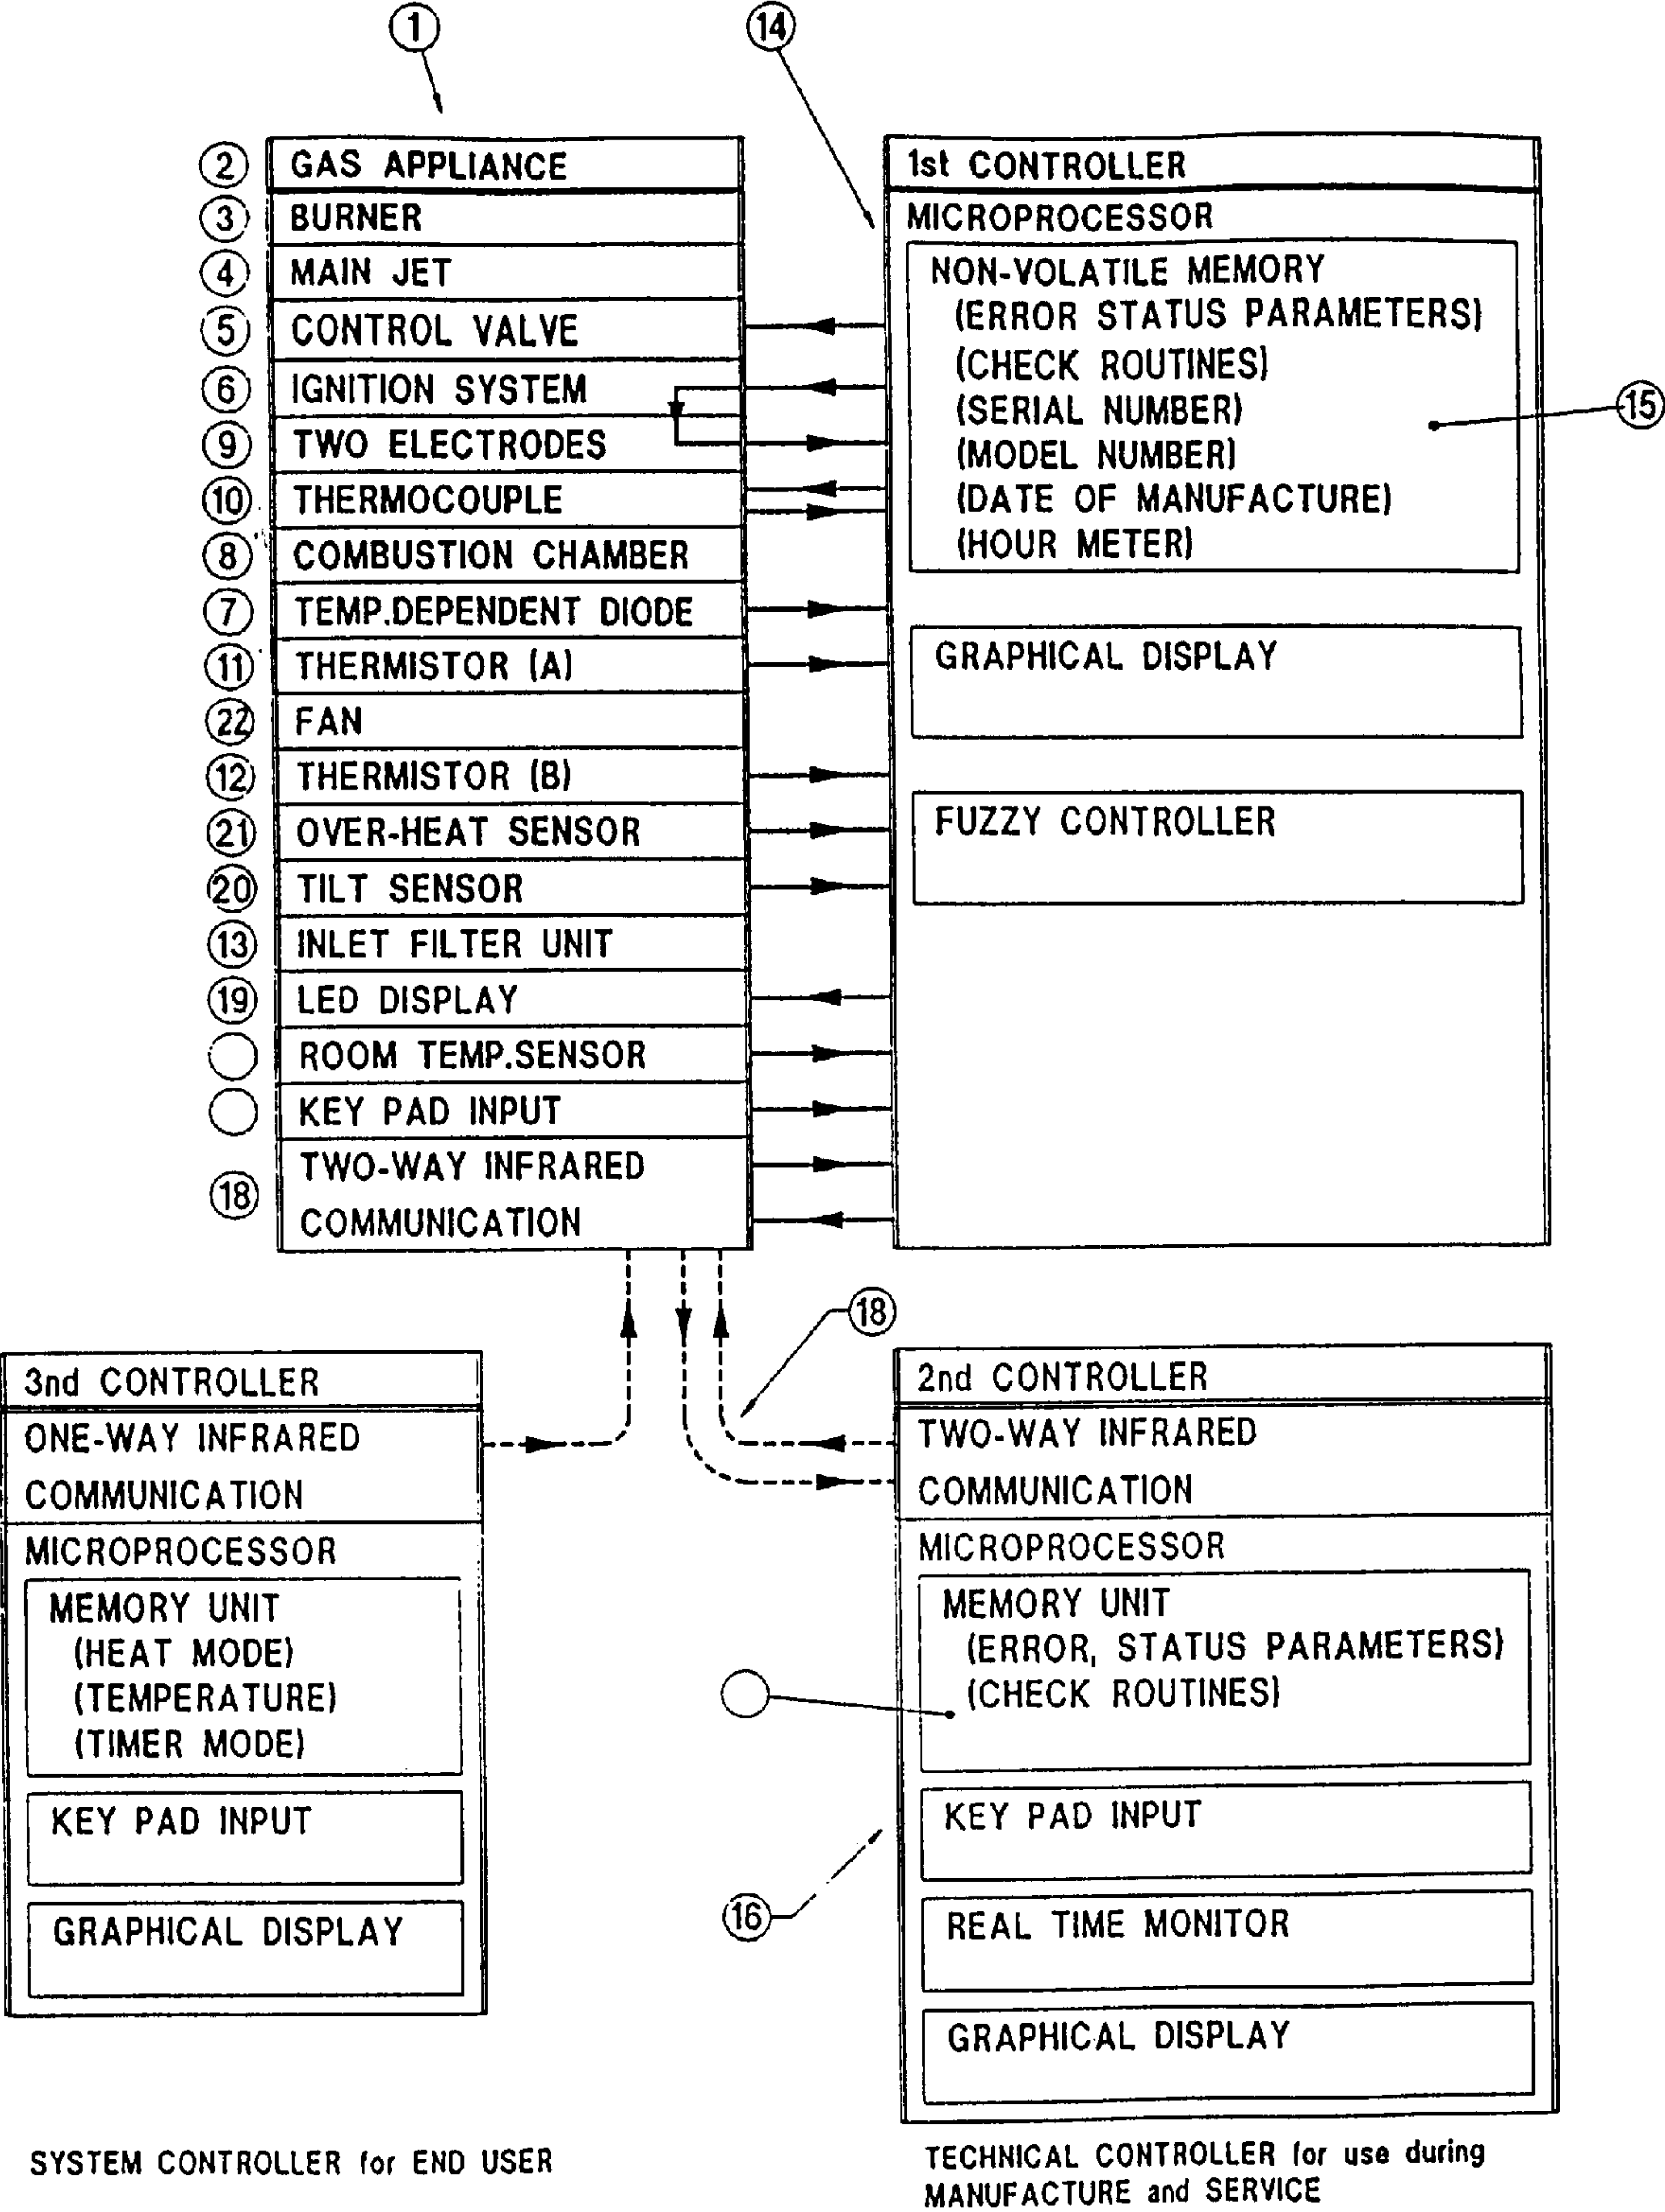 1
14
2 GAS APPLIANCE
3 BURNER
4 MAIN JET
5 CONTROL VALVE
6 IGNITION SYSTEM
9 TWO ELECTRODES
10 THERMOCOUPLE
8 COMBUSTION CHAMBER
7 TEMP.DEPENDENT DIODE
11 THERMISTOR (A)
22 FAN
12 THERMISTOR (B)
21 OVER-HEAT SENSOR
20 TILT SENSOR
13 INLET FILTER UNIT
19 LED DISPLAY
ROOM TEMP.SENSOR
KEY PAD INPUT
18 TWO-WAY INFRARED
COMMUNICATION
1st CONTROLLER
MICROPROCESSOR
NON-VOLATILE MEMORY
(ERROR STATUS PARAMETERS)
(CHECK ROUTINES)
(SERIAL NUMBER)
(MODEL NUMBER)
(DATE OF MANUFACTURE)
(HOUR METER)
15
GRAPHICAL DISPLAY
FUZZY CONTROLLER
18
3nd CONTROLLER
ONE-WAY INFRARED
COMMUNICATION
MICROPROCESSOR
MEMORY UNIT
(HEAT MODE)
(TEMPERATURE)
(TIMER MODE)
KEY PAD INPUT
GRAPHICAL DISPLAY
SYSTEM CONTROLLER for END USER
2nd CONTROLLER
TWO-WAY INFRARED
COMMUNICATION
MICROPROCESSOR
MEMORY UNIT
(ERROR, STATUS PARAMETERS)
(CHECK ROUTINES)
KEY PAD INPUT
16
REAL TIME MONITOR
GRAPHICAL DISPLAY
TECHNICAL CONTROLLER for use during
MANUFACTURE and SERVICE